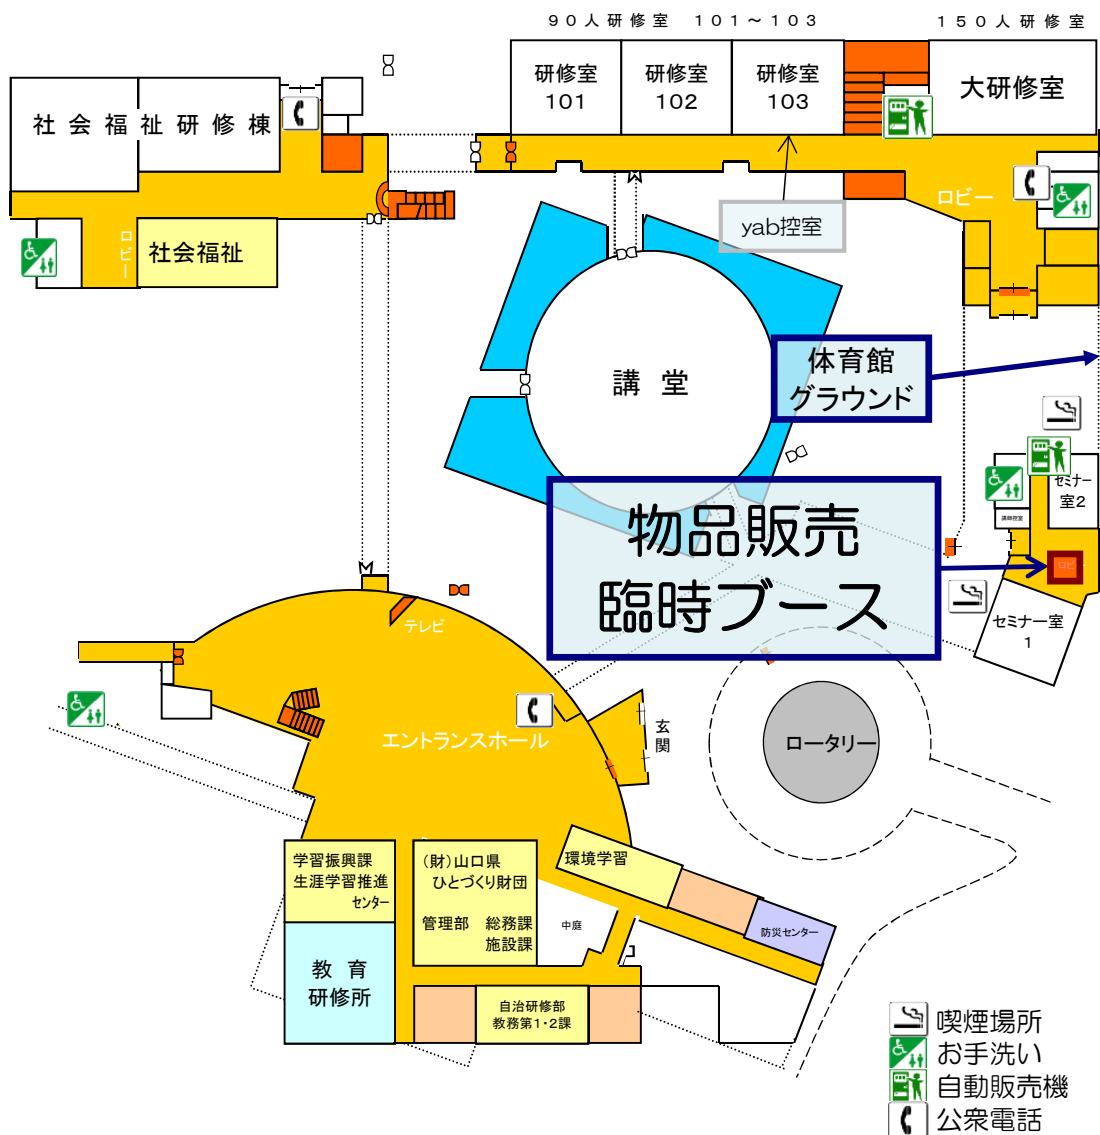 90人研修室　101～103
150人研修室
研修室
101
研修室
102
研修室
103
大研修室
社会福祉研修棟
ロビー
社会福祉
yab控室
ロビー
講堂
体育館
グラウンド
物品販売
臨時ブース
セミナー
室2
講師控室
ロビー
セミナー室
1
テレビ
エントランスホール
玄関
ロータリー
学習振興課
生涯学習推進
センター
(財)山口県
ひとづくり財団
管理部　総務課
施設課
環境学習
中庭
防災センター
教育
研修所
自治研修部
教務第1・2課
喫煙場所
お手洗い
自動販売機
公衆電話